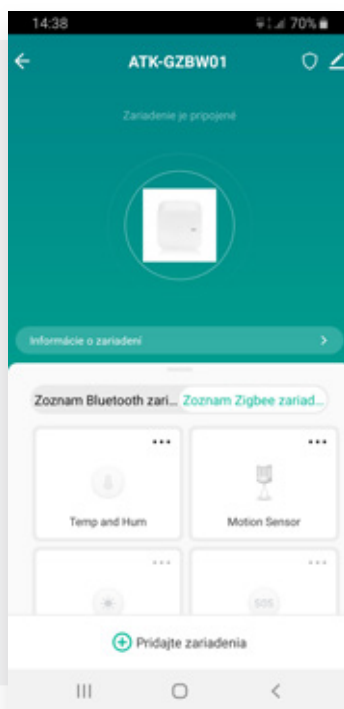 14:38 70%
ATK-GZBW01
Zariadenie je pripojené
Informácie o zariadení
Zoznam Bluetooth zari... Zoznam Zigbee zariad...
Temp and Hum Motion Sensor
SOS
Pridajte zariadenia